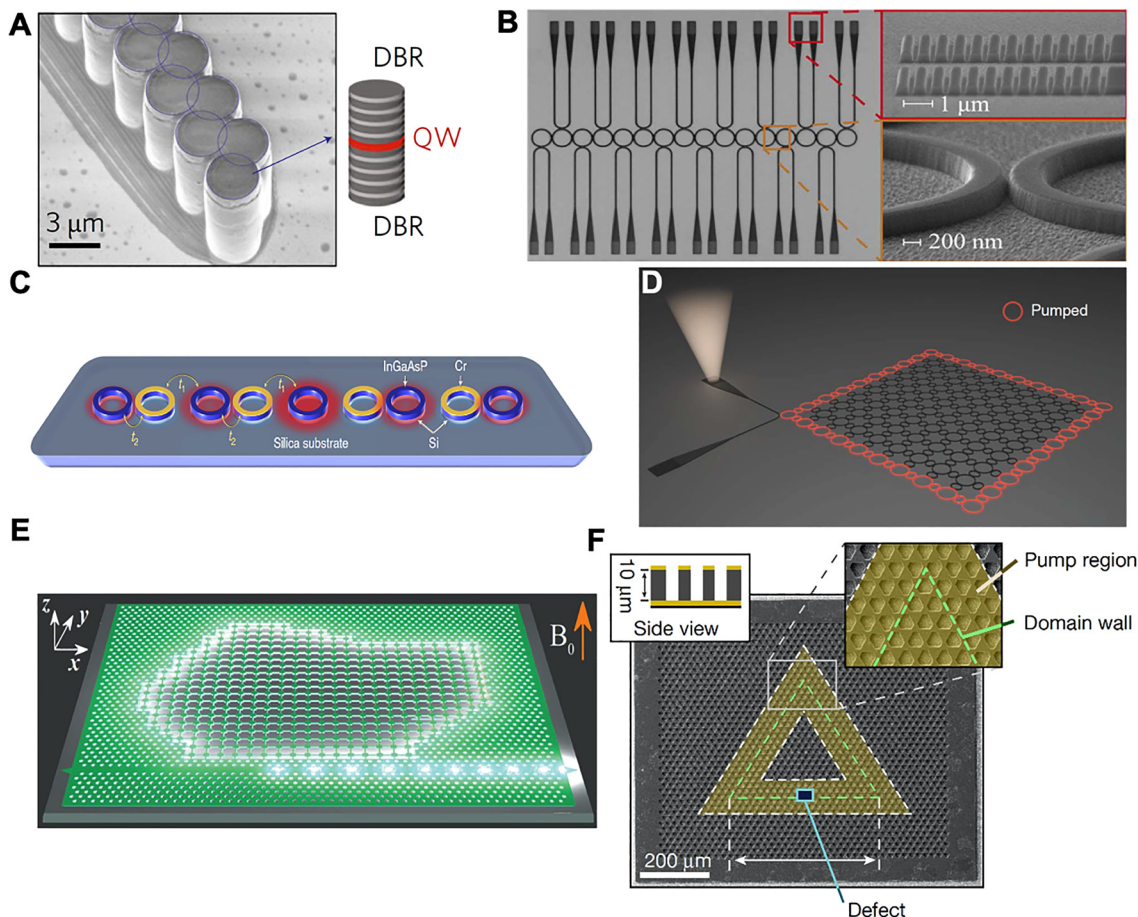 A
DBR
QW
DBR
3 μm
B
1 μm
200 nm
C
t₁
t₁
InGaAsP
Cr
t₂
t₂
Silica substrate
Si
D
Pumped
E
z
y
x
B₀
F
10 μm
Side view
Pump region
Domain wall
200 μm
Defect